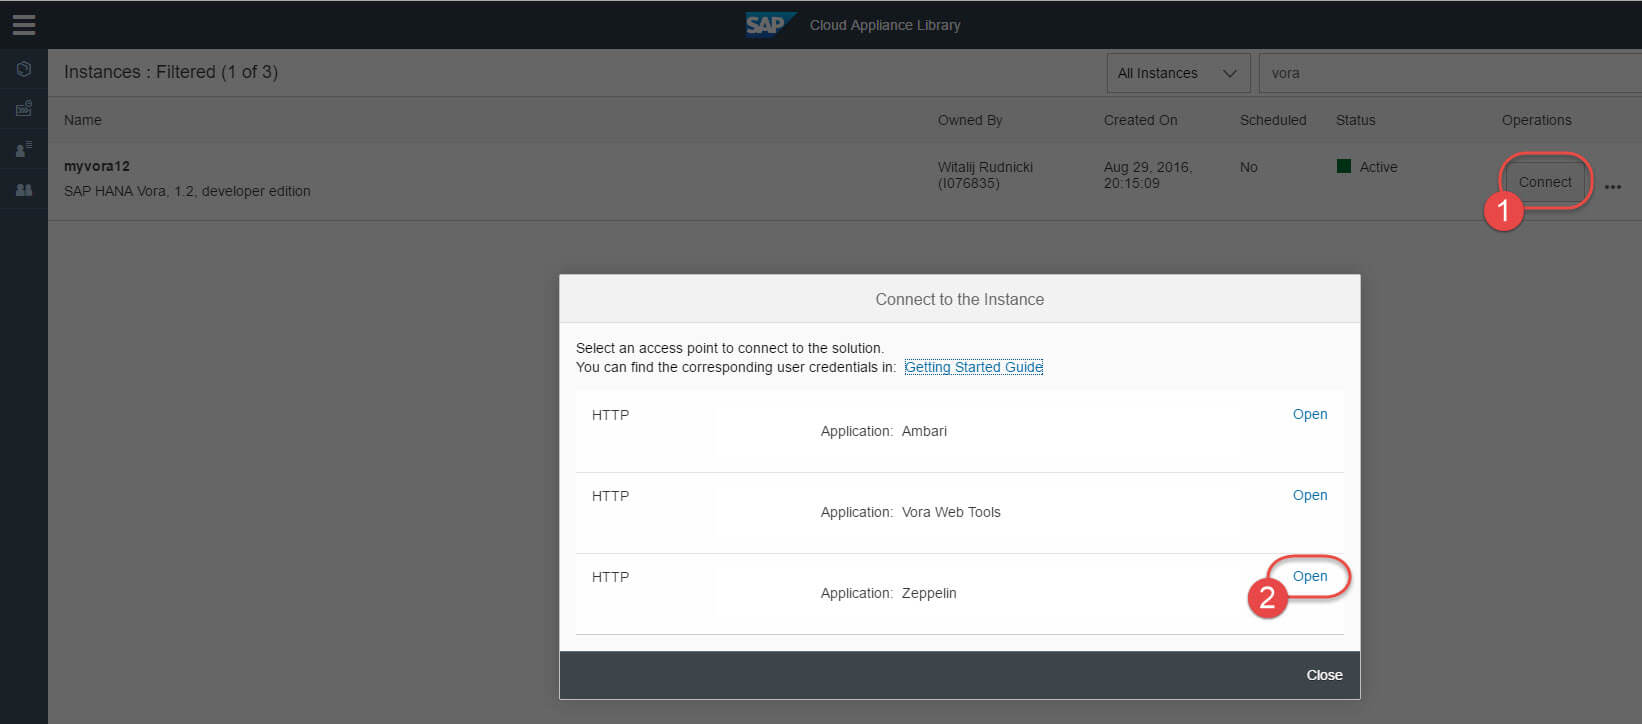 SAP Cloud Appliance Library
Instances : Filtered (1 of 3)
All Instances
vora
Name
Owned By
Created On
Scheduled
Status
Operations
myvora12
SAP HANA Vora, 1.2, developer edition
Witalij Rudnicki
(I076835)
Aug 29, 2016,
20:15:09
No
Active
Connect
1
Connect to the Instance
Select an access point to connect to the solution.
You can find the corresponding user credentials in: Getting Started Guide
HTTP
Application: Ambari
Open
HTTP
Application: Vora Web Tools
Open
HTTP
Application: Zeppelin
Open
2
Close